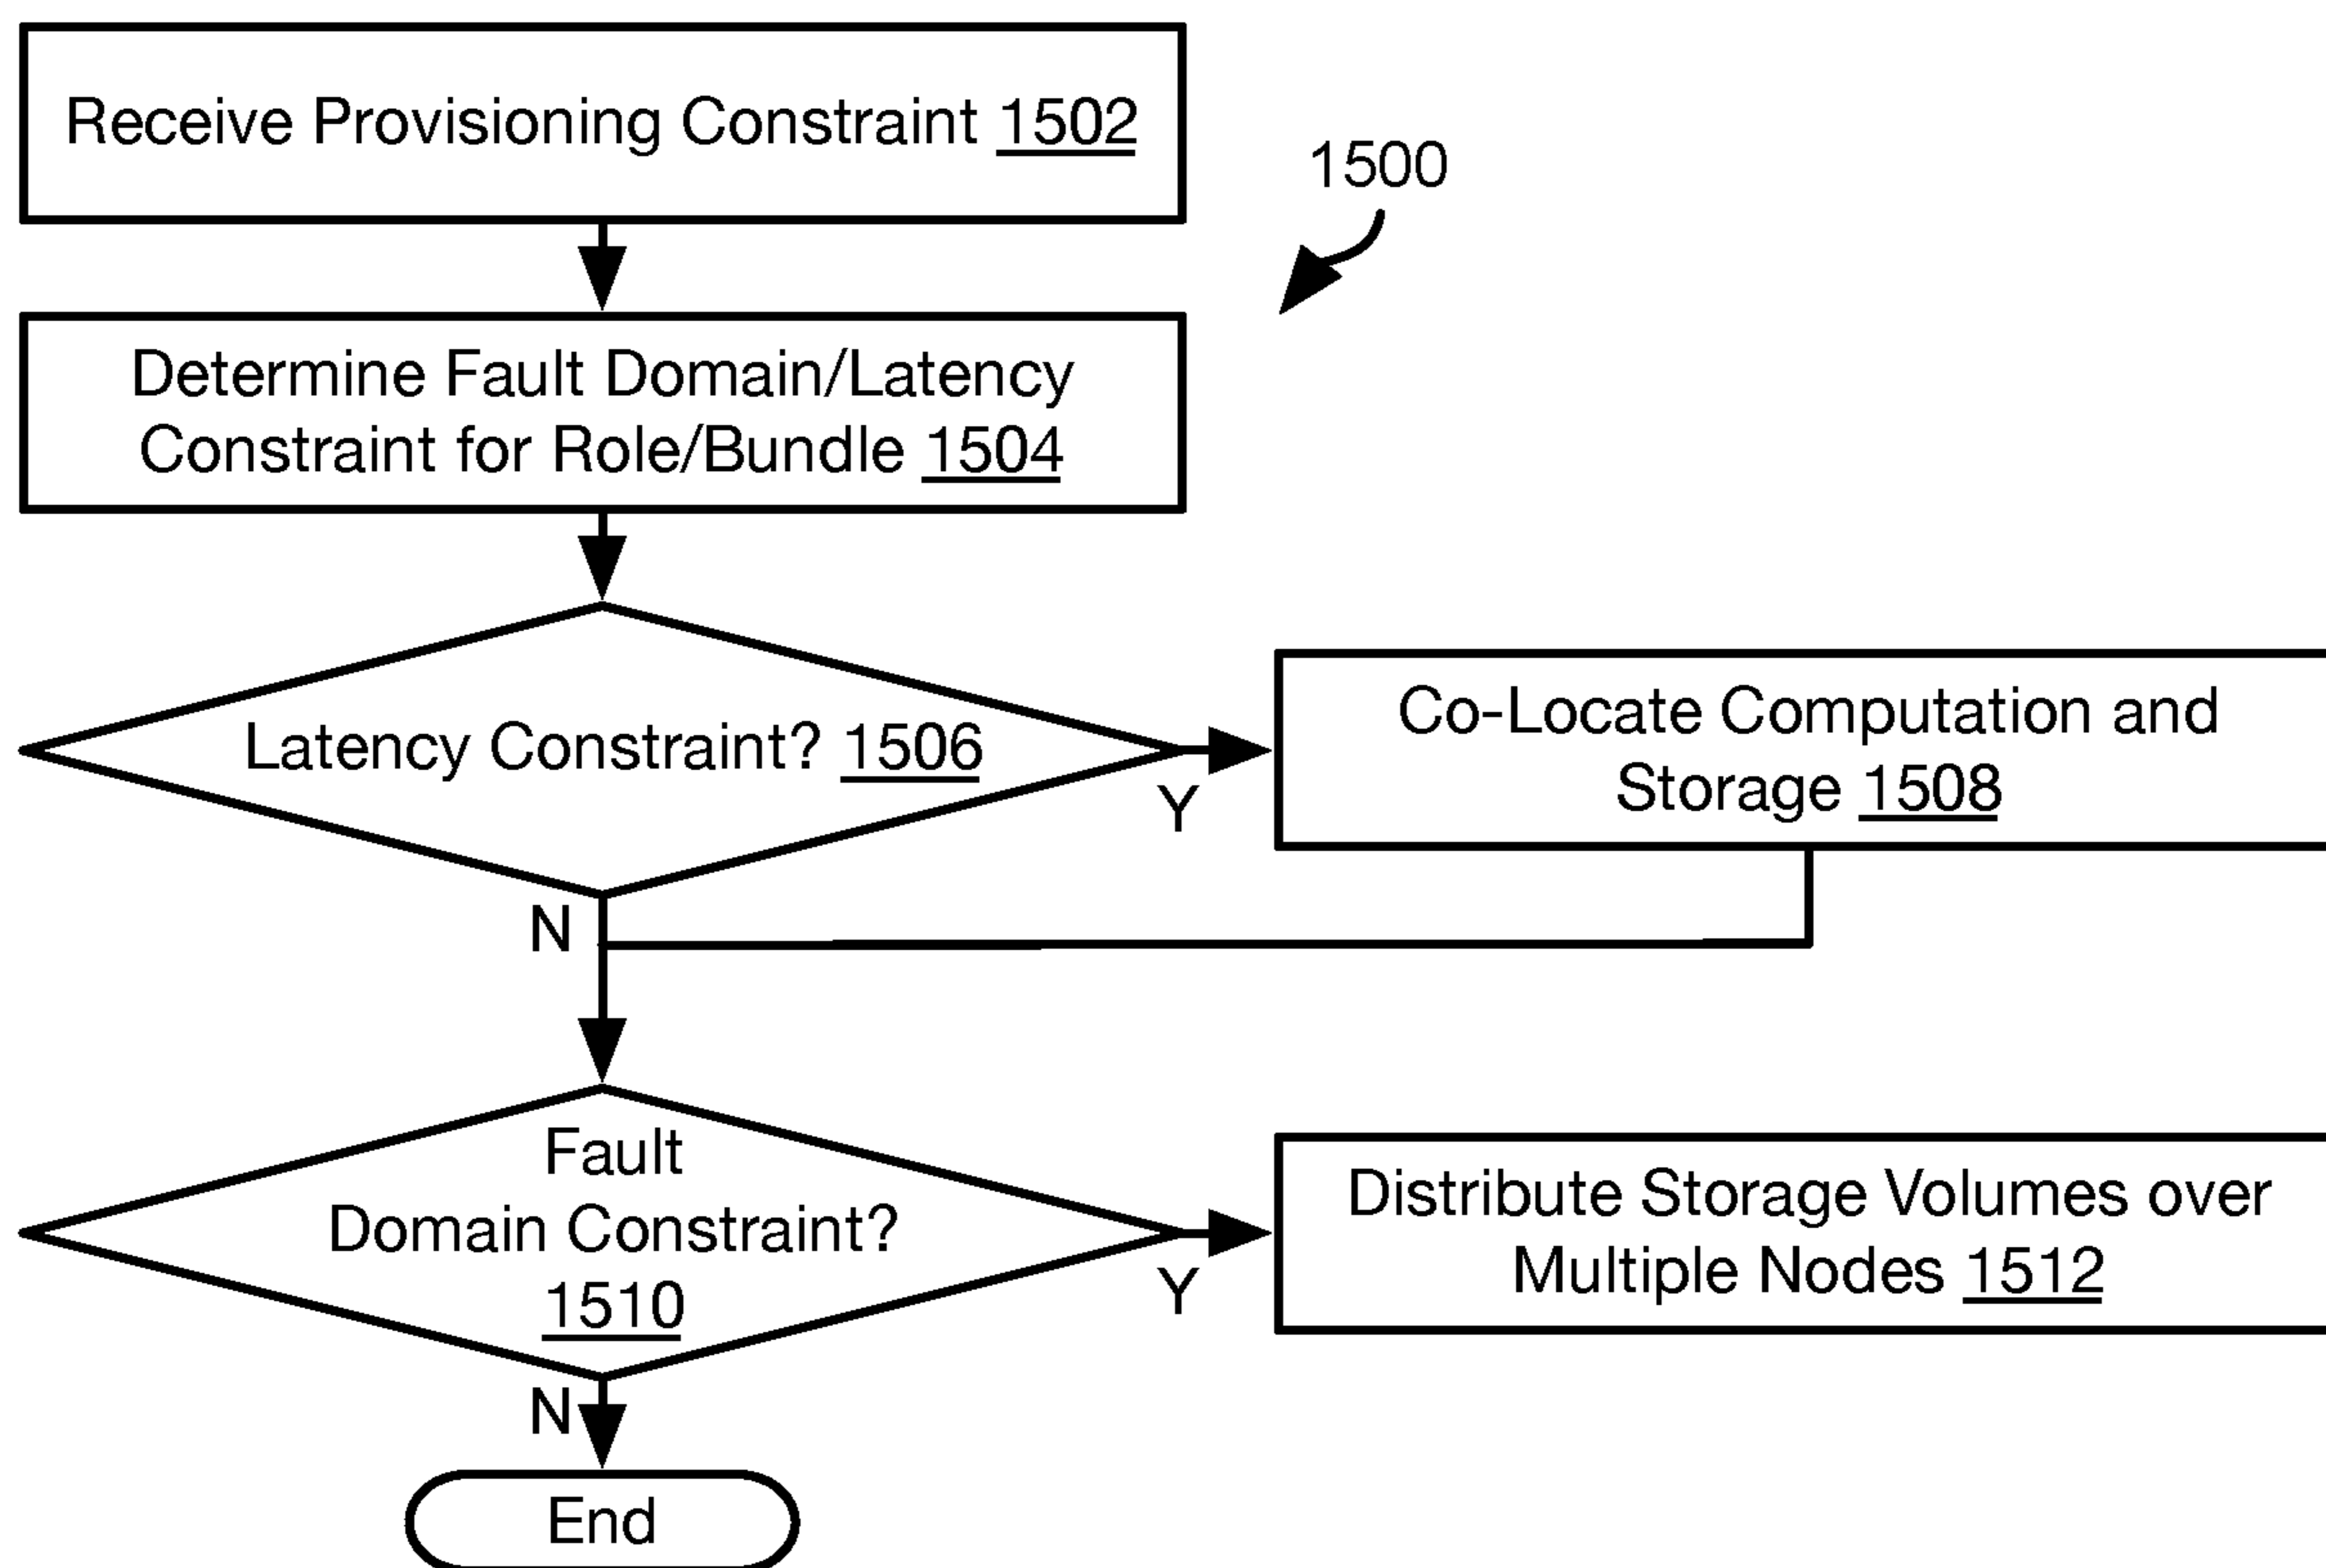 Receive Provisioning Constraint 1502
1500
Determine Fault Domain/Latency
Constraint for Role/Bundle 1504
Latency Constraint? 1506
Y
Co-Locate Computation and
Storage 1508
N
Fault
Domain Constraint?
1510
Y
Distribute Storage Volumes over
Multiple Nodes 1512
N
End